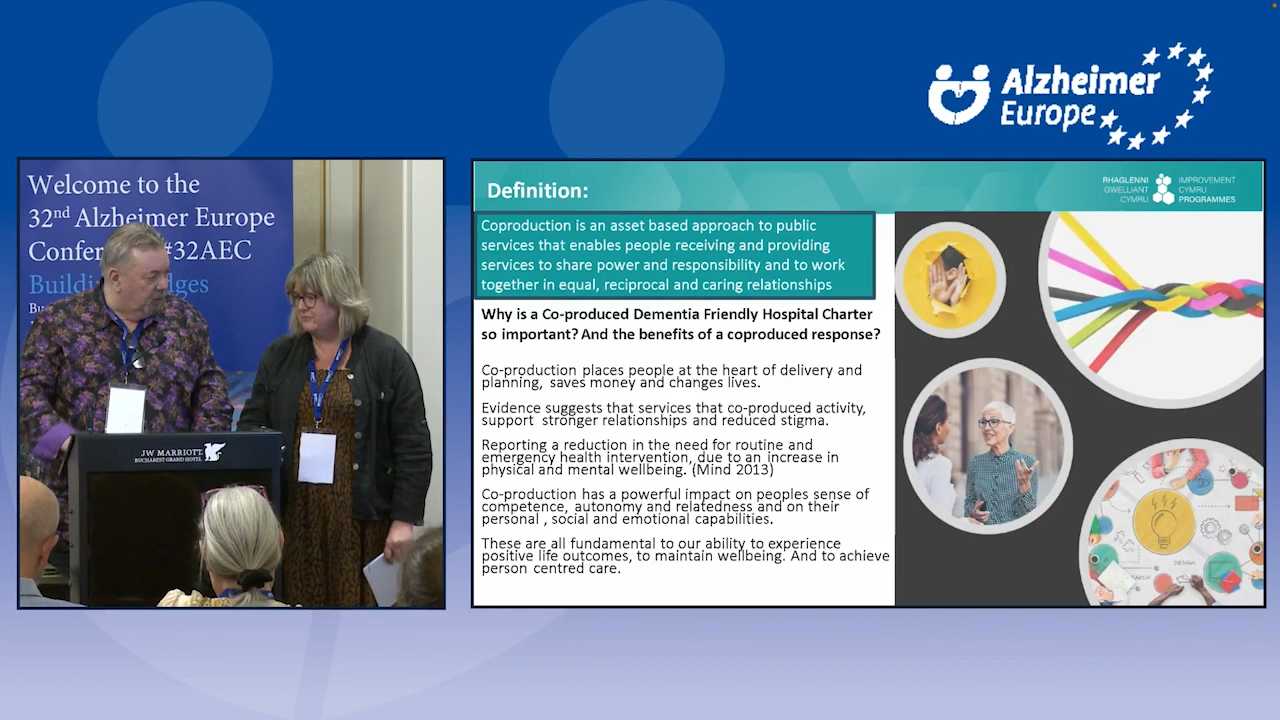 Alzheimer
Europe
Welcome to the
32nd Alzheimer Europe
Conference #32AEC
JW MARRIOTT
BUCHAREST GRAND HOTEL
Definition:
RHAGLENNI
GWELLIANT
CYMRU
IMPROVEMENT
CYMRU
PROGRAMMES
Coproduction is an asset based approach to public
services that enables people receiving and providing
services to share power and responsibility and to work
together in equal, reciprocal and caring relationships
Why is a Co-produced Dementia Friendly Hospital Charter
so important? And the benefits of a coproduced response?
Co-production places people at the heart of delivery and
planning, saves money and changes lives.
Evidence suggests that services that co-produced activity,
support stronger relationships and reduced stigma.
Reporting a reduction in the need for routine and
emergency health intervention, due to an increase in
physical and mental wellbeing. (Mind 2013)
Co-production has a powerful impact on peoples sense of
competence, autonomy and relatedness and on their
personal , social and emotional capabilities.
These are all fundamental to our ability to experience
positive life outcomes, to maintain wellbeing. And to achieve
person centred care.
DESIGN